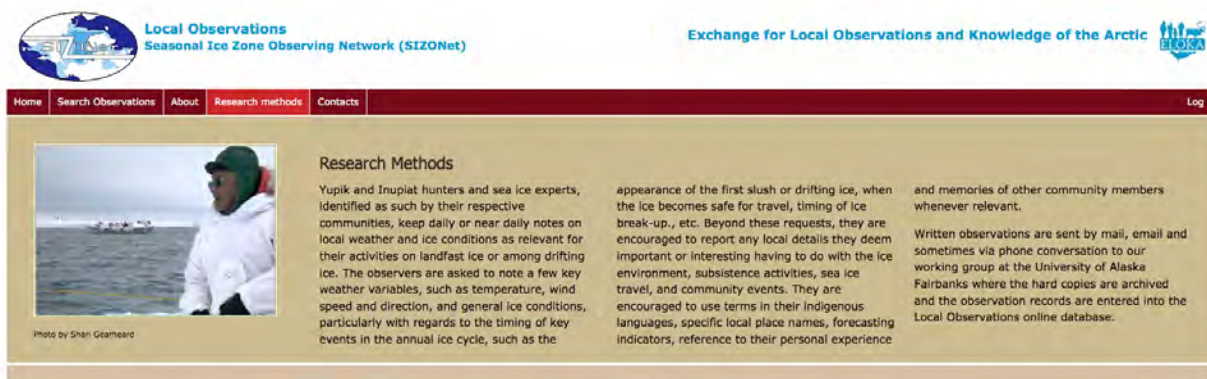 Local Observations
Seasonal Ice Zone Observing Network (SIZONet)
SIZONet
Exchange for Local Observations and Knowledge of the Arctic
ELOKA
Home
Search Observations
About
Research methods
Contacts
Log
Photo by Shari Gearheard
Research Methods
Yupik and Inupiat hunters and sea ice experts,
identified as such by their respective
communities, keep daily or near daily notes on
local weather and ice conditions as relevant for
their activities on landfast ice or among drifting
ice. The observers are asked to note a few key
weather variables, such as temperature, wind
speed and direction, and general ice conditions,
particularly with regards to the timing of key
events in the annual ice cycle, such as the
appearance of the first slush or drifting ice, when
the ice becomes safe for travel, timing of ice
break-up., etc. Beyond these requests, they are
encouraged to report any local details they deem
important or interesting having to do with the ice
environment, subsistence activities, sea ice
travel, and community events. They are
encouraged to use terms in their indigenous
languages, specific local place names, forecasting
indicators, reference to their personal experience
and memories of other community members
whenever relevant.
Written observations are sent by mail, email and
sometimes via phone conversation to our
working group at the University of Alaska
Fairbanks where the hard copies are archived
and the observation records are entered into the
Local Observations online database.